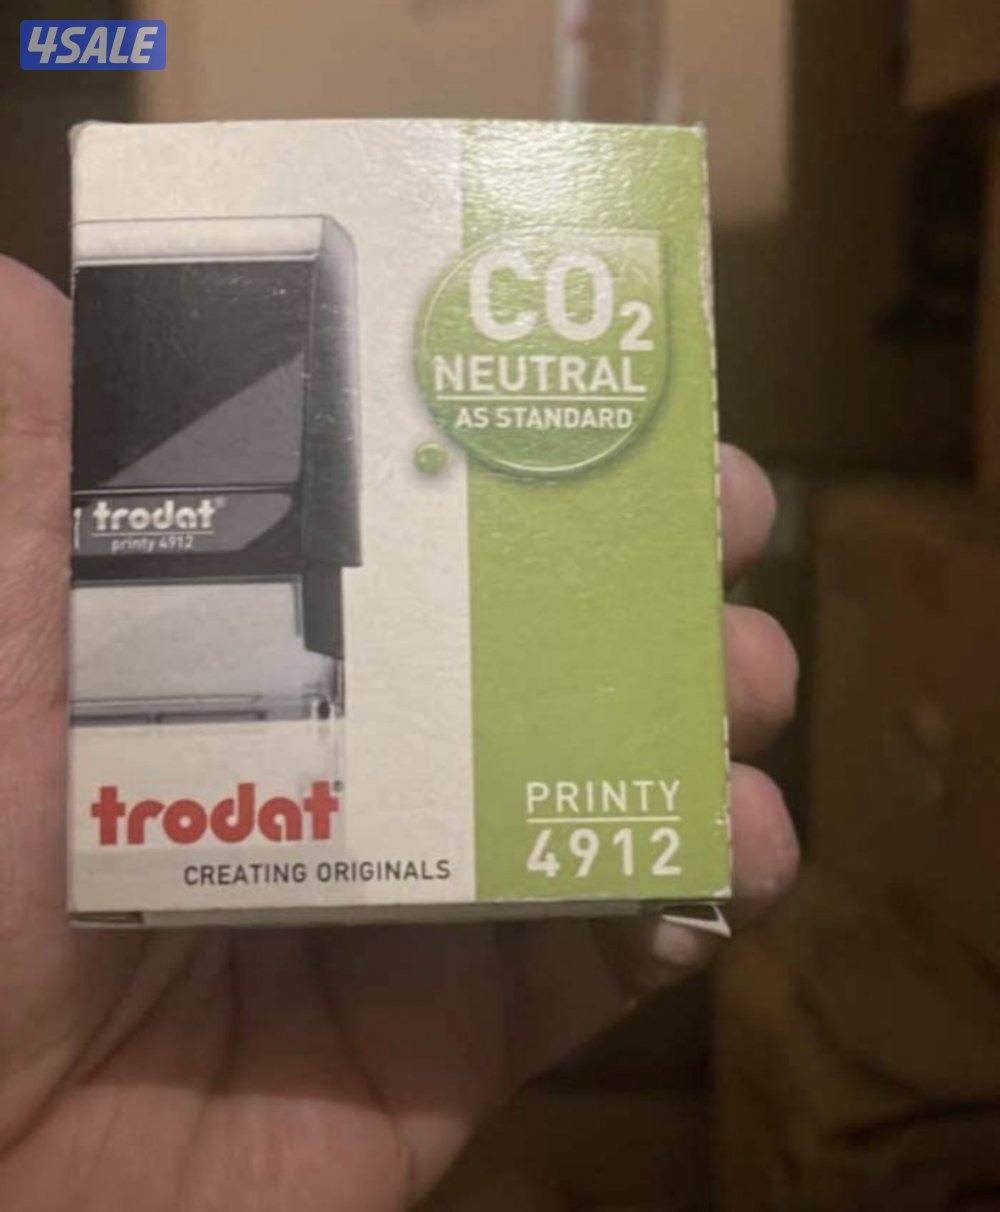 4SALE
CO2
NEUTRAL
AS STANDARD
trodat®
printy 4912
trodat®
CREATING ORIGINALS
PRINTY
4912